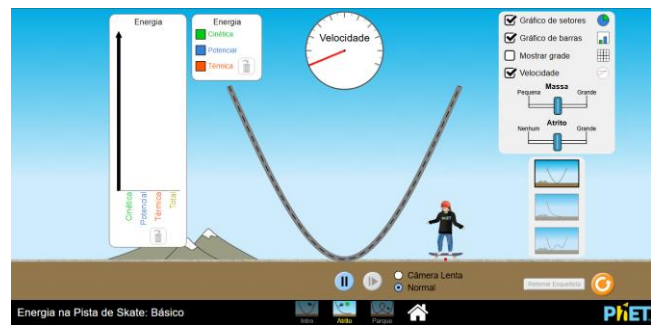 Energia
Cinética
Potencial
Térmica
Total
Energia
Cinética
Potencial
Térmica
Velocidade
Gráfico de setores
Gráfico de barras
Mostrar grade
Velocidade
Massa
Pequena
Grande
Atrito
Nenhum
Grande
Câmera Lenta
Normal
Retornar Esqueitista
Energia na Pista de Skate: Básico
Intro
Atrito
Parque
PhET